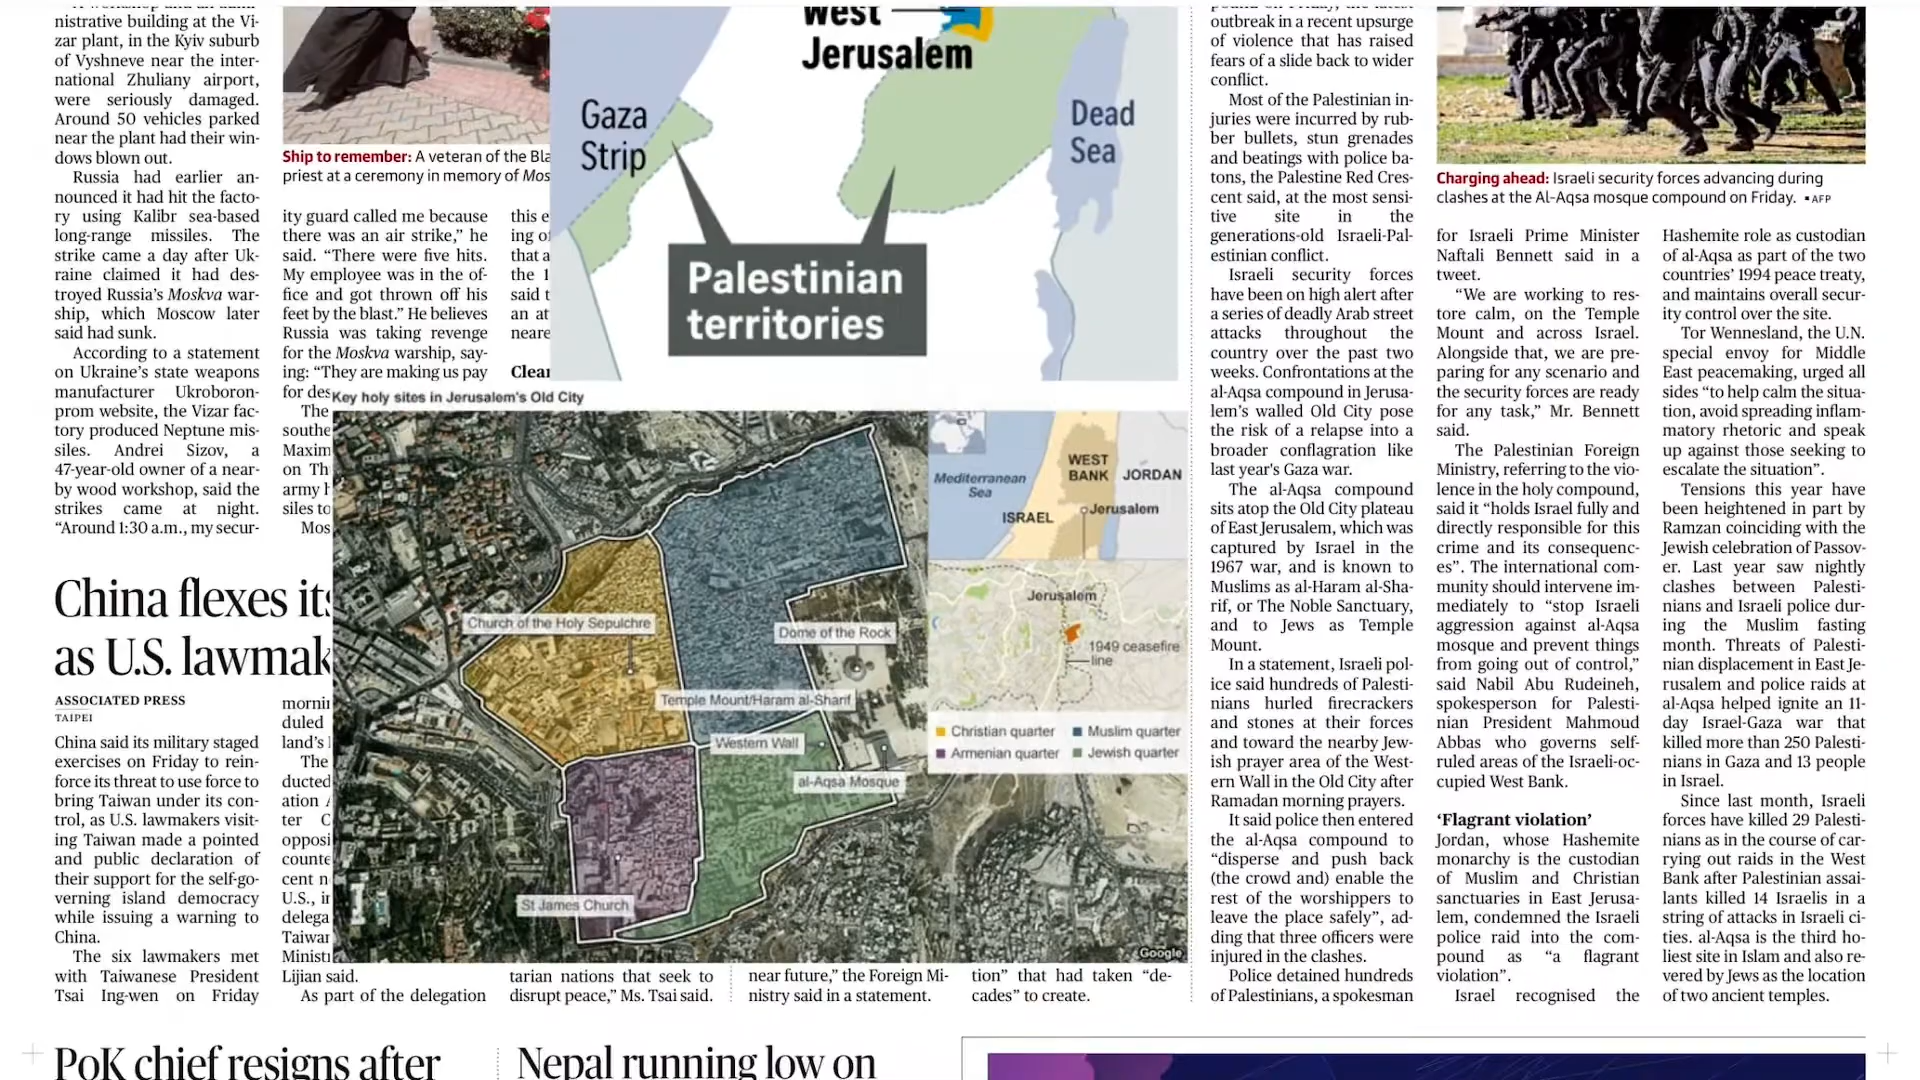 nistrative building at the Vi-
zar plant, in the Kyiv suburb
of Vyshneve near the inter-
national Zhuliany airport,
were seriously damaged.
Around 50 vehicles parked
near the plant had their win-
dows blown out.
Russia had earlier an-
nounced it had hit the facto-
ry using Kalibr sea-based
long-range missiles. The
strike came a day after Uk-
raine claimed it had des-
troyed Russia's Moskva war-
ship, which Moscow later
said had sunk.
According to a statement
on Ukraine's state weapons
manufacturer Ukroboron-
prom website, the Vizar fac-
tory produced Neptune mis-
siles. Andrei Sizov, a
47-year-old owner of a near-
by wood workshop, said the
strikes came at night.
"Around 1:30 a.m., my secur-
Ship to remember: A veteran of the Bla
priest at a ceremony in memory of Mos
ity guard called me because
there was an air strike," he
said. "There were five hits.
My employee was in the of-
fice and got thrown off his
feet by the blast." He believes
Russia was taking revenge
for the Moskva warship, say-
ing: "They are making us pay
for des
The
southe
Maxim
on Th
army h
siles to
Mos
this e
ing of
that a
the 1
said t
an at
neare
Clear
West
Jerusalem
Gaza
Strip
Dead
Sea
Palestinian
territories
Key holy sites in Jerusalem's Old City
Church of the Holy Sepulchre
Dome of the Rock
Temple Mount/Haram al-Sharif
Western Wall
al-Aqsa Mosque
St James Church
Mediterranean
Sea
WEST
BANK
JORDAN
ISRAEL
Jerusalem
Jerusalem
1949 ceasefire
line
Christian quarter
Muslim quarter
Armenian quarter
Jewish quarter
Google
outbreak in a recent upsurge
of violence that has raised
fears of a slide back to wider
conflict.
Most of the Palestinian in-
juries were incurred by rub-
ber bullets, stun grenades
and beatings with police ba-
tons, the Palestine Red Cres-
cent said, at the most sensi-
tive site in the
generations-old Israeli-Pal-
estinian conflict.
Israeli security forces
have been on high alert after
a series of deadly Arab street
attacks throughout the
country over the past two
weeks. Confrontations at the
al-Aqsa compound in Jerusa-
lem's walled Old City pose
the risk of a relapse into a
broader conflagration like
last year's Gaza war.
The al-Aqsa compound
sits atop the Old City plateau
of East Jerusalem, which was
captured by Israel in the
1967 war, and is known to
Muslims as al-Haram al-Sha-
rif, or The Noble Sanctuary,
and to Jews as Temple
Mount.
In a statement, Israeli pol-
ice said hundreds of Palesti-
nians hurled firecrackers
and stones at their forces
and toward the nearby Jew-
ish prayer area of the West-
ern Wall in the Old City after
Ramadan morning prayers.
It said police then entered
the al-Aqsa compound to
"disperse and push back
(the crowd and) enable the
rest of the worshippers to
leave the place safely", ad-
ding that three officers were
injured in the clashes.
Police detained hundreds
of Palestinians, a spokesman
Charging ahead: Israeli security forces advancing during
clashes at the Al-Aqsa mosque compound on Friday. ▪ AFP
for Israeli Prime Minister
Naftali Bennett said in a
tweet.
"We are working to res-
tore calm, on the Temple
Mount and across Israel.
Alongside that, we are pre-
paring for any scenario and
the security forces are ready
for any task," Mr. Bennett
said.
The Palestinian Foreign
Ministry, referring to the vio-
lence in the holy compound,
said it "holds Israel fully and
directly responsible for this
crime and its consequenc-
es". The international com-
munity should intervene im-
mediately to "stop Israeli
aggression against al-Aqsa
mosque and prevent things
from going out of control,"
said Nabil Abu Rudeineh,
spokesperson for Palesti-
nian President Mahmoud
Abbas who governs self-
ruled areas of the Israeli-oc-
cupied West Bank.
'Flagrant violation'
Jordan, whose Hashemite
monarchy is the custodian
of Muslim and Christian
sanctuaries in East Jerusa-
lem, condemned the Israeli
police raid into the com-
pound as "a flagrant
violation".
Israel recognised the
Hashemite role as custodian
of al-Aqsa as part of the two
countries' 1994 peace treaty,
and maintains overall secur-
ity control over the site.
Tor Wennesland, the U.N.
special envoy for Middle
East peacemaking, urged all
sides "to help calm the situa-
tion, avoid spreading inflam-
matory rhetoric and speak
up against those seeking to
escalate the situation".
Tensions this year have
been heightened in part by
Ramzan coinciding with the
Jewish celebration of Passov-
er. Last year saw nightly
clashes between Palesti-
nians and Israeli police dur-
ing the Muslim fasting
month. Threats of Palesti-
nian displacement in East Je-
rusalem and police raids at
al-Aqsa helped ignite an 11-
day Israel-Gaza war that
killed more than 250 Palesti-
nians in Gaza and 13 people
in Israel.
Since last month, Israeli
forces have killed 29 Palesti-
nians as in the course of car-
rying out raids in the West
Bank after Palestinian assai-
lants killed 14 Israelis in a
string of attacks in Israeli ci-
ties. al-Aqsa is the third ho-
liest site in Islam and also re-
vered by Jews as the location
of two ancient temples.
China flexes its
as U.S. lawmak
ASSOCIATED PRESS
TAIPEI
China said its military staged
exercises on Friday to rein-
force its threat to use force to
bring Taiwan under its con-
trol, as U.S. lawmakers visit-
ing Taiwan made a pointed
and public declaration of
their support for the self-go-
verning island democracy
while issuing a warning to
China.
The six lawmakers met
with Taiwanese President
Tsai Ing-wen on Friday
mornin
duled
land's
The
ducted
ation
ter C
opposi
counte
cent n
U.S., in
delega
Taiwan
Ministr
Lijian said.
As part of the delegation
tarian nations that seek to
disrupt peace," Ms. Tsai said.
near future," the Foreign Mi-
nistry said in a statement.
tion" that had taken "de-
cades" to create.
PoK chief resigns after
Nepal running low on